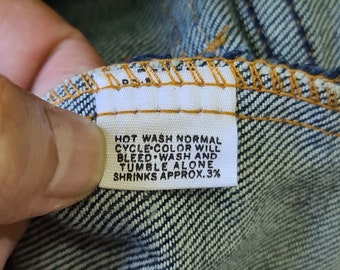 HOT WASH NORMAL
CYCLE•COLOR WILL
BLEED•WASH AND
TUMBLE ALONE
SHRINKS APPROX. 3%